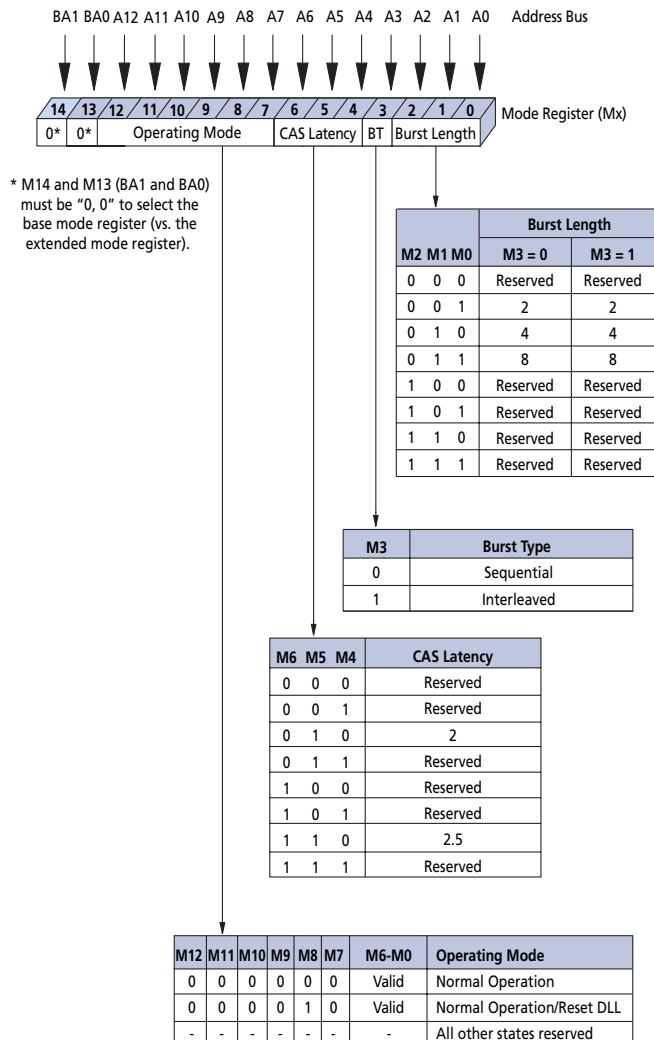 BA1 BA0 A12 A11 A10 A9 A8 A7 A6 A5 A4 A3 A2 A1 A0 Address Bus
14 13 12 11 10 9 8 7 6 5 4 3 2 1 0 Mode Register (Mx)
0* 0* Operating Mode CAS Latency BT Burst Length
* M14 and M13 (BA1 and BA0)
must be “0, 0” to select the
base mode register (vs. the
extended mode register).
Burst Length
M2 M1 M0 M3 = 0 M3 = 1
0 0 0 Reserved Reserved
0 0 1 2 2
0 1 0 4 4
0 1 1 8 8
1 0 0 Reserved Reserved
1 0 1 Reserved Reserved
1 1 0 Reserved Reserved
1 1 1 Reserved Reserved
M3 Burst Type
0 Sequential
1 Interleaved
M6 M5 M4 CAS Latency
0 0 0 Reserved
0 0 1 Reserved
0 1 0 2
0 1 1 Reserved
1 0 0 Reserved
1 0 1 Reserved
1 1 0 2.5
1 1 1 Reserved
M12 M11 M10 M9 M8 M7 M6-M0 Operating Mode
0 0 0 0 0 0 Valid Normal Operation
0 0 0 0 1 0 Valid Normal Operation/Reset DLL
- - - - - - - All other states reserved